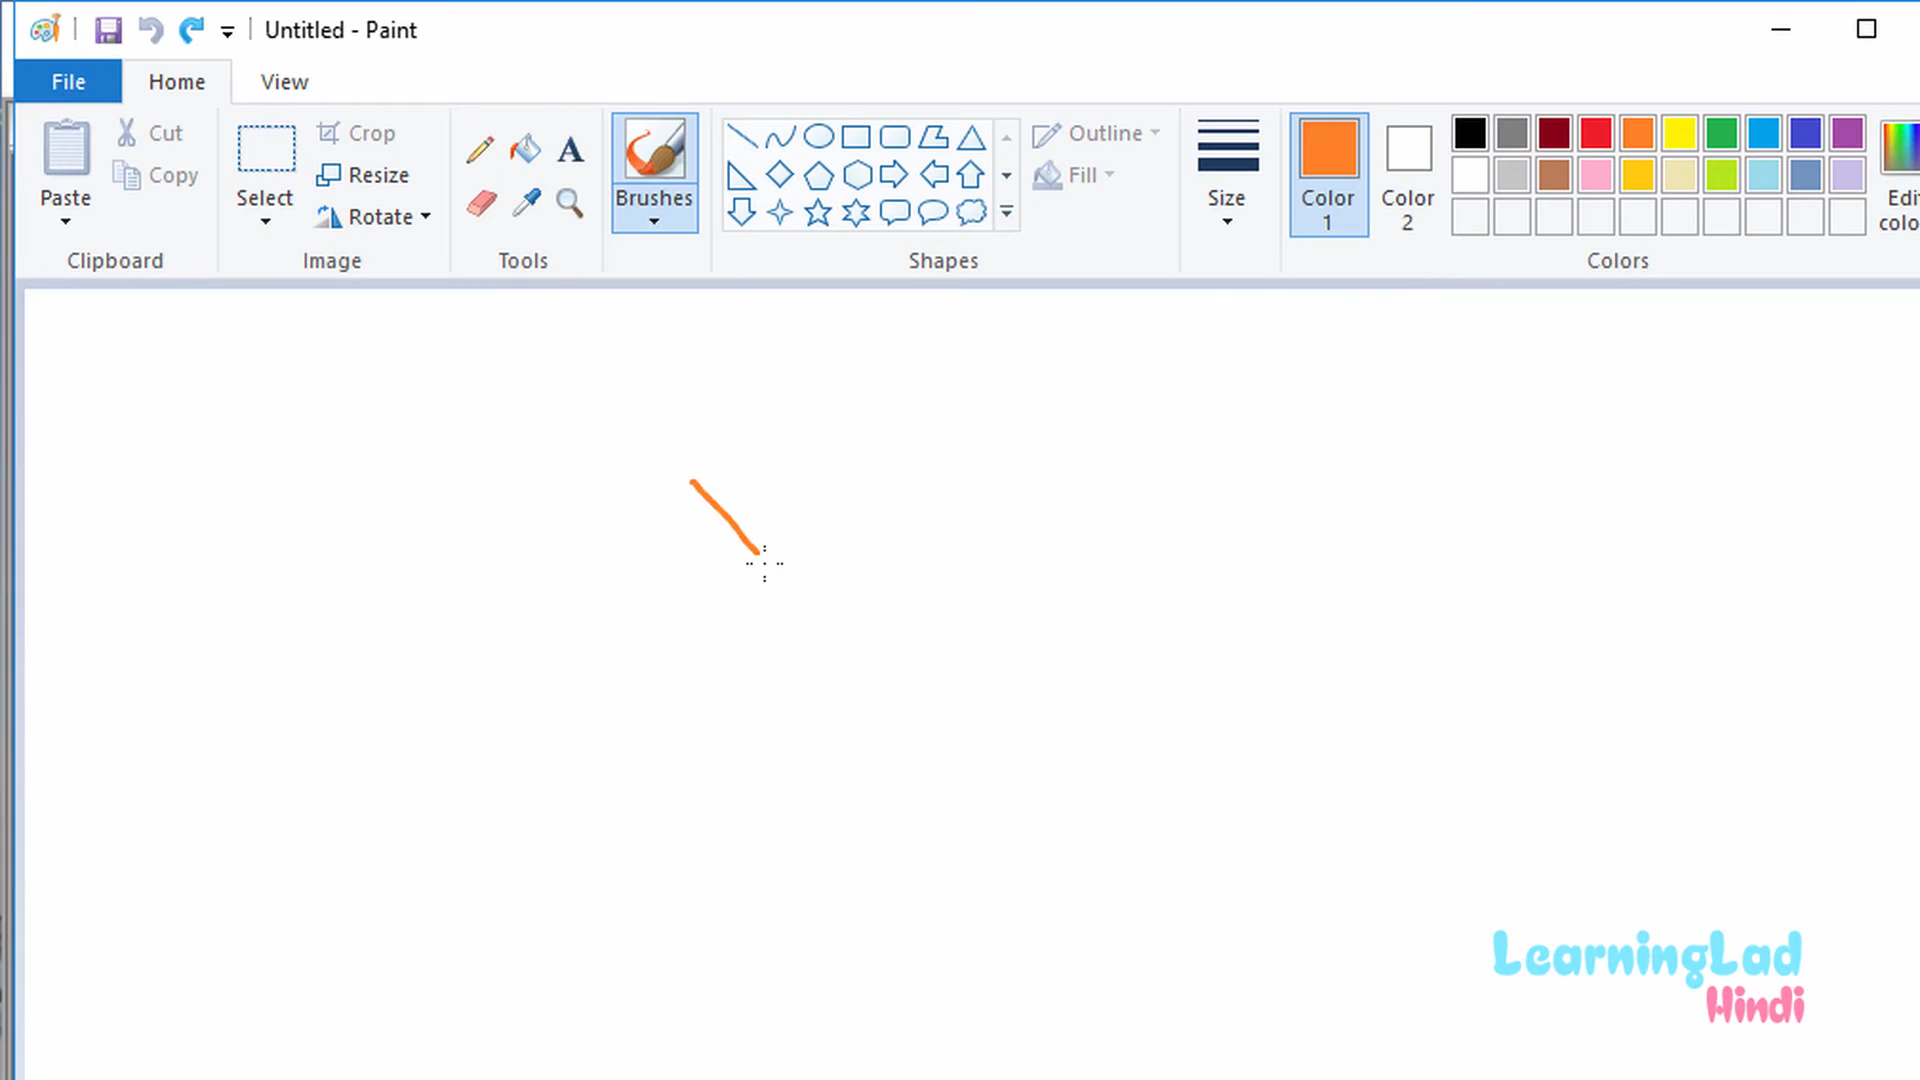 Untitled - Paint
File Home View
Paste
Cut
Copy
Clipboard
Select
Crop
Resize
Rotate
Image
A
Tools
Brushes
Shapes
Outline
Fill
Size
Color
1
Color
2
Colors
LearningLad
Hindi